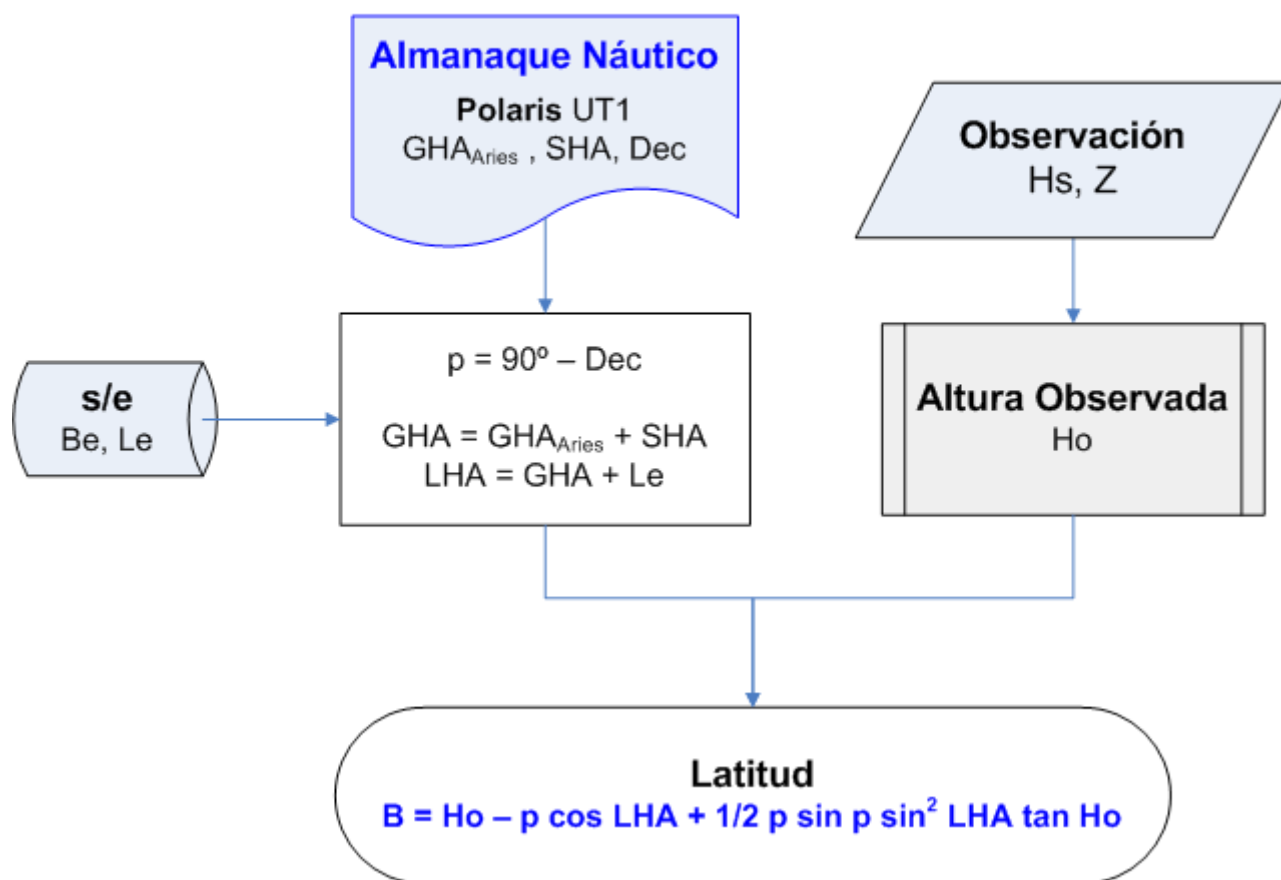 Almanaque Náutico
Polaris UT1
GHAAries , SHA, Dec
Observación
Hs, Z
s/e
Be, Le
p = 90º – Dec
GHA = GHAAries + SHA
LHA = GHA + Le
Altura Observada
Ho
Latitud
B = Ho – p cos LHA + 1/2 p sin p sin² LHA tan Ho